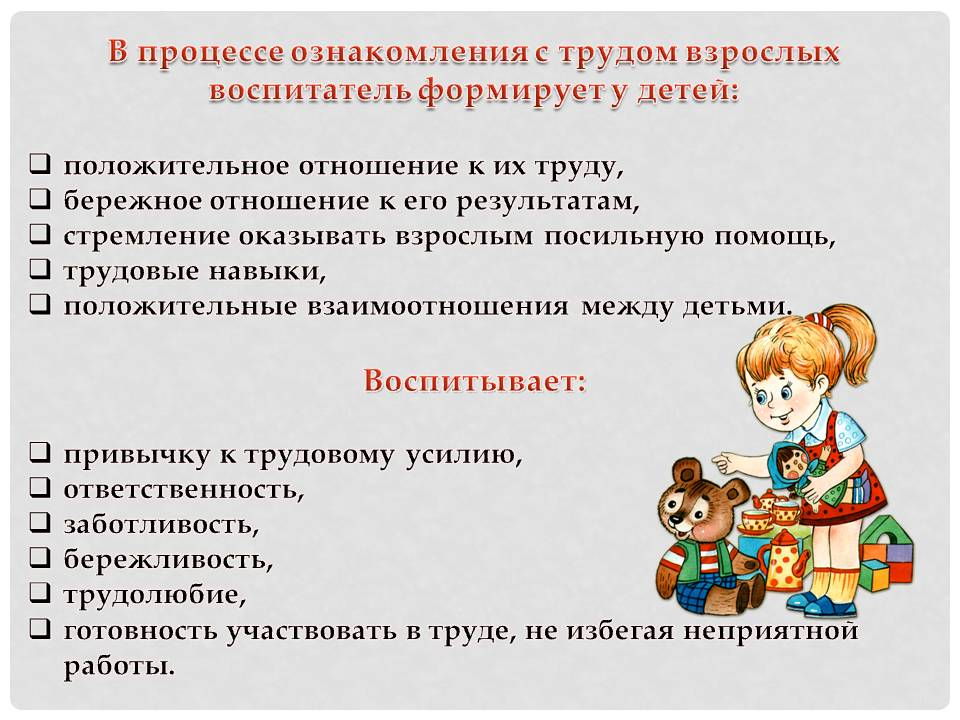 В процессе ознакомления с трудом взрослых
воспитатель формирует у детей:
❑ положительное отношение к их труду,
❑ бережное отношение к его результатам,
❑ стремление оказывать взрослым посильную помощь,
❑ трудовые навыки,
❑ положительные взаимоотношения между детьми.
Воспитывает:
❑ привычку к трудовому усилию,
❑ ответственность,
❑ заботливость,
❑ бережливость,
❑ трудолюбие,
❑ готовность участвовать в труде, не избегая неприятной
работы.